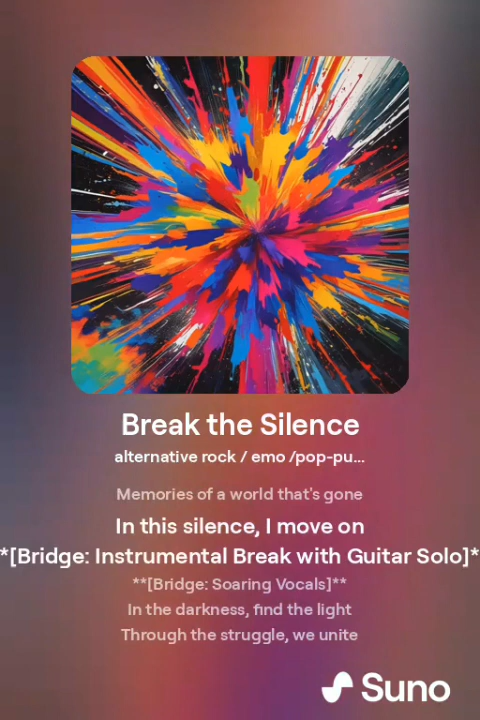 Break the Silence
alternative rock / emo /pop-pu...
Memories of a world that's gone
In this silence, I move on
*[Bridge: Instrumental Break with Guitar Solo]*
**[Bridge: Soaring Vocals]**
In the darkness, find the light
Through the struggle, we unite
Suno